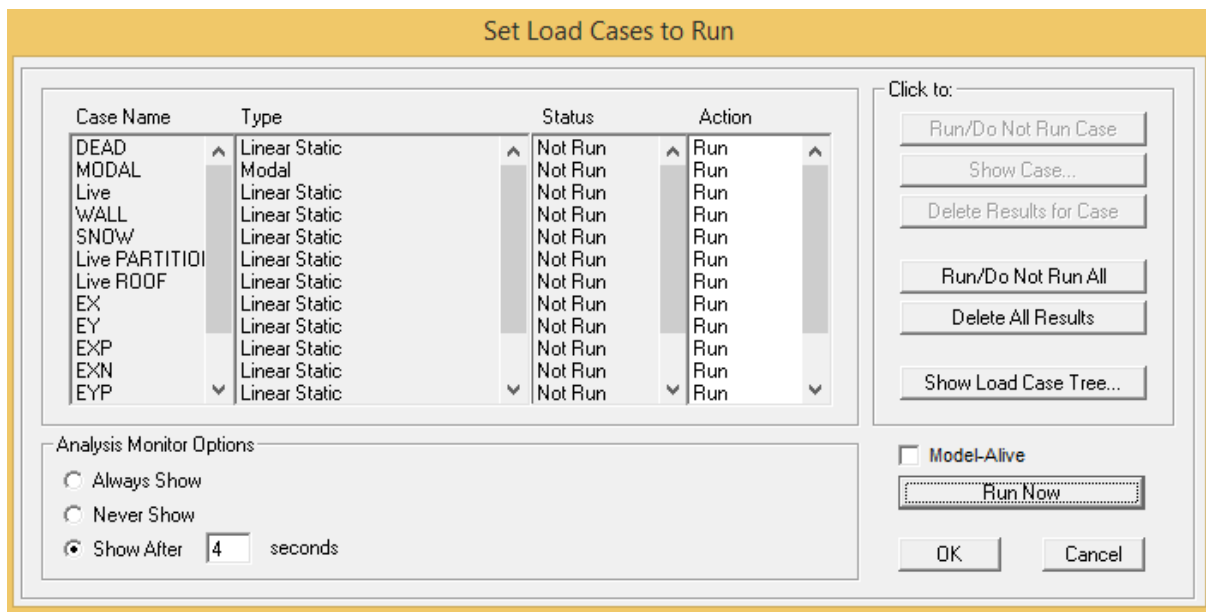 Set Load Cases to Run
Case Name Type Status Action
DEAD Linear Static Not Run Run
MODAL Modal Not Run Run
Live Linear Static Not Run Run
WALL Linear Static Not Run Run
SNOW Linear Static Not Run Run
Live PARTITIO Linear Static Not Run Run
Live ROOF Linear Static Not Run Run
EX Linear Static Not Run Run
EY Linear Static Not Run Run
EXP Linear Static Not Run Run
EXN Linear Static Not Run Run
EYP Linear Static Not Run Run
Click to:
Run/Do Not Run Case
Show Case...
Delete Results for Case
Run/Do Not Run All
Delete All Results
Show Load Case Tree...
Analysis Monitor Options
Always Show
Never Show
Show After 4 seconds
Model-Alive
Run Now
OK Cancel